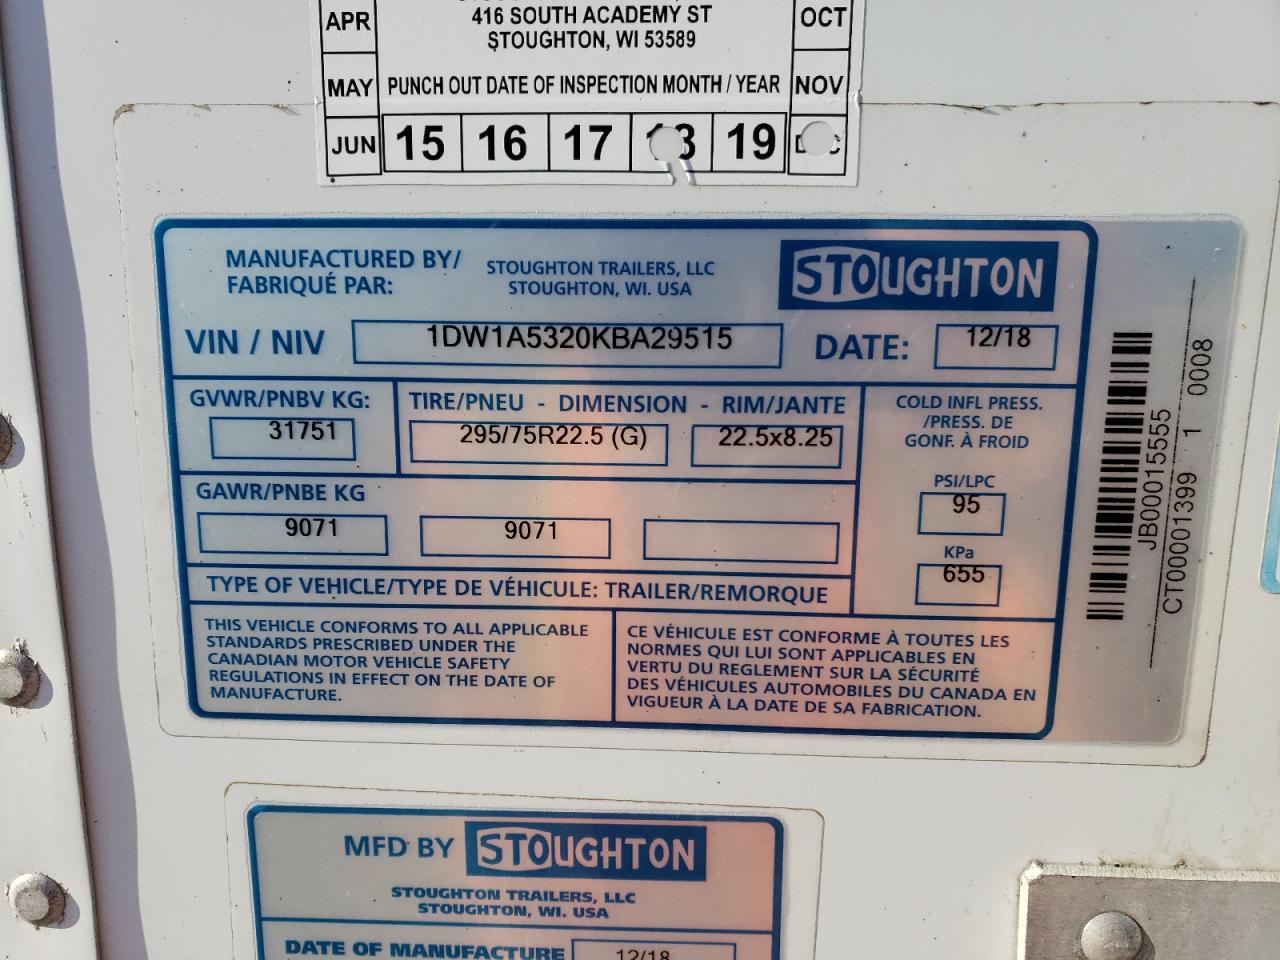 416 SOUTH ACADEMY ST
STOUGHTON, WI 53589
APR
OCT
MAY
PUNCH OUT DATE OF INSPECTION MONTH / YEAR
NOV
JUN
15 16 17 18 19
MANUFACTURED BY/
FABRIQUÉ PAR:
STOUGHTON TRAILERS, LLC
STOUGHTON, WI. USA
STOUGHTON
VIN / NIV
1DW1A5320KBA29515
DATE:
12/18
GVWR/PNBV KG:
31751
TIRE/PNEU - DIMENSION - RIM/JANTE
295/75R22.5 (G)
22.5x8.25
COLD INFL PRESS.
/PRESS. DE
GONF. À FROID
PSI/LPC
95
KPa
655
GAWR/PNBE KG
9071
9071
TYPE OF VEHICLE/TYPE DE VÉHICULE: TRAILER/REMORQUE
THIS VEHICLE CONFORMS TO ALL APPLICABLE
STANDARDS PRESCRIBED UNDER THE
CANADIAN MOTOR VEHICLE SAFETY
REGULATIONS IN EFFECT ON THE DATE OF
MANUFACTURE.
CE VÉHICULE EST CONFORME À TOUTES LES
NORMES QUI LUI SONT APPLICABLES EN
VERTU DU REGLEMENT SUR LA SÉCURITÉ
DES VÉHICULES AUTOMOBILES DU CANADA EN
VIGUEUR À LA DATE DE SA FABRICATION.
JB00015555
CT00001399 1 0008
MFD BY
STOUGHTON
STOUGHTON TRAILERS, LLC
STOUGHTON, WI. USA
DATE OF MANUFACTURE
12/18